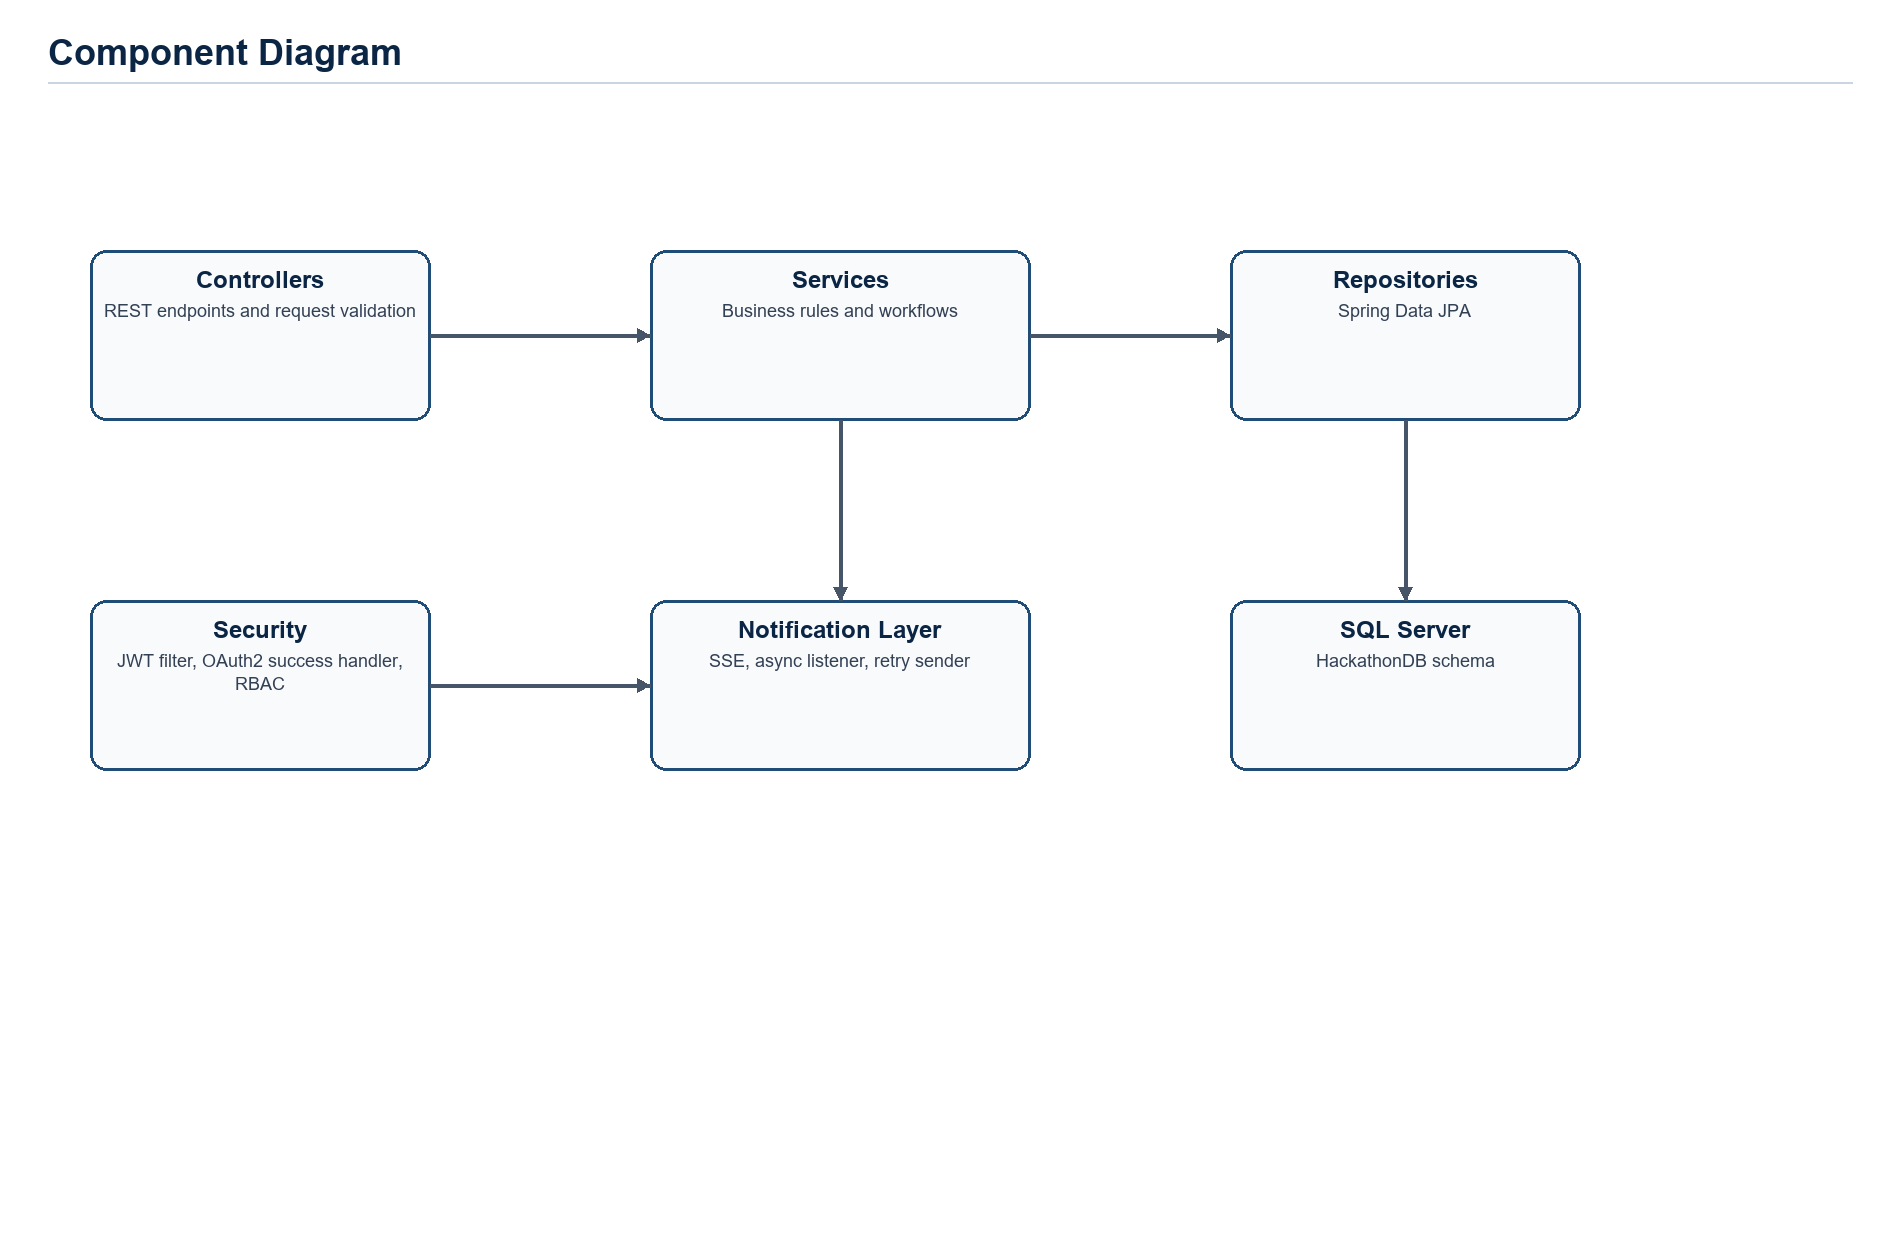 Component Diagram
Controllers
REST endpoints and request validation
Services
Business rules and workflows
Repositories
Spring Data JPA
Security
JWT filter, OAuth2 success handler,
RBAC
Notification Layer
SSE, async listener, retry sender
SQL Server
HackathonDB schema